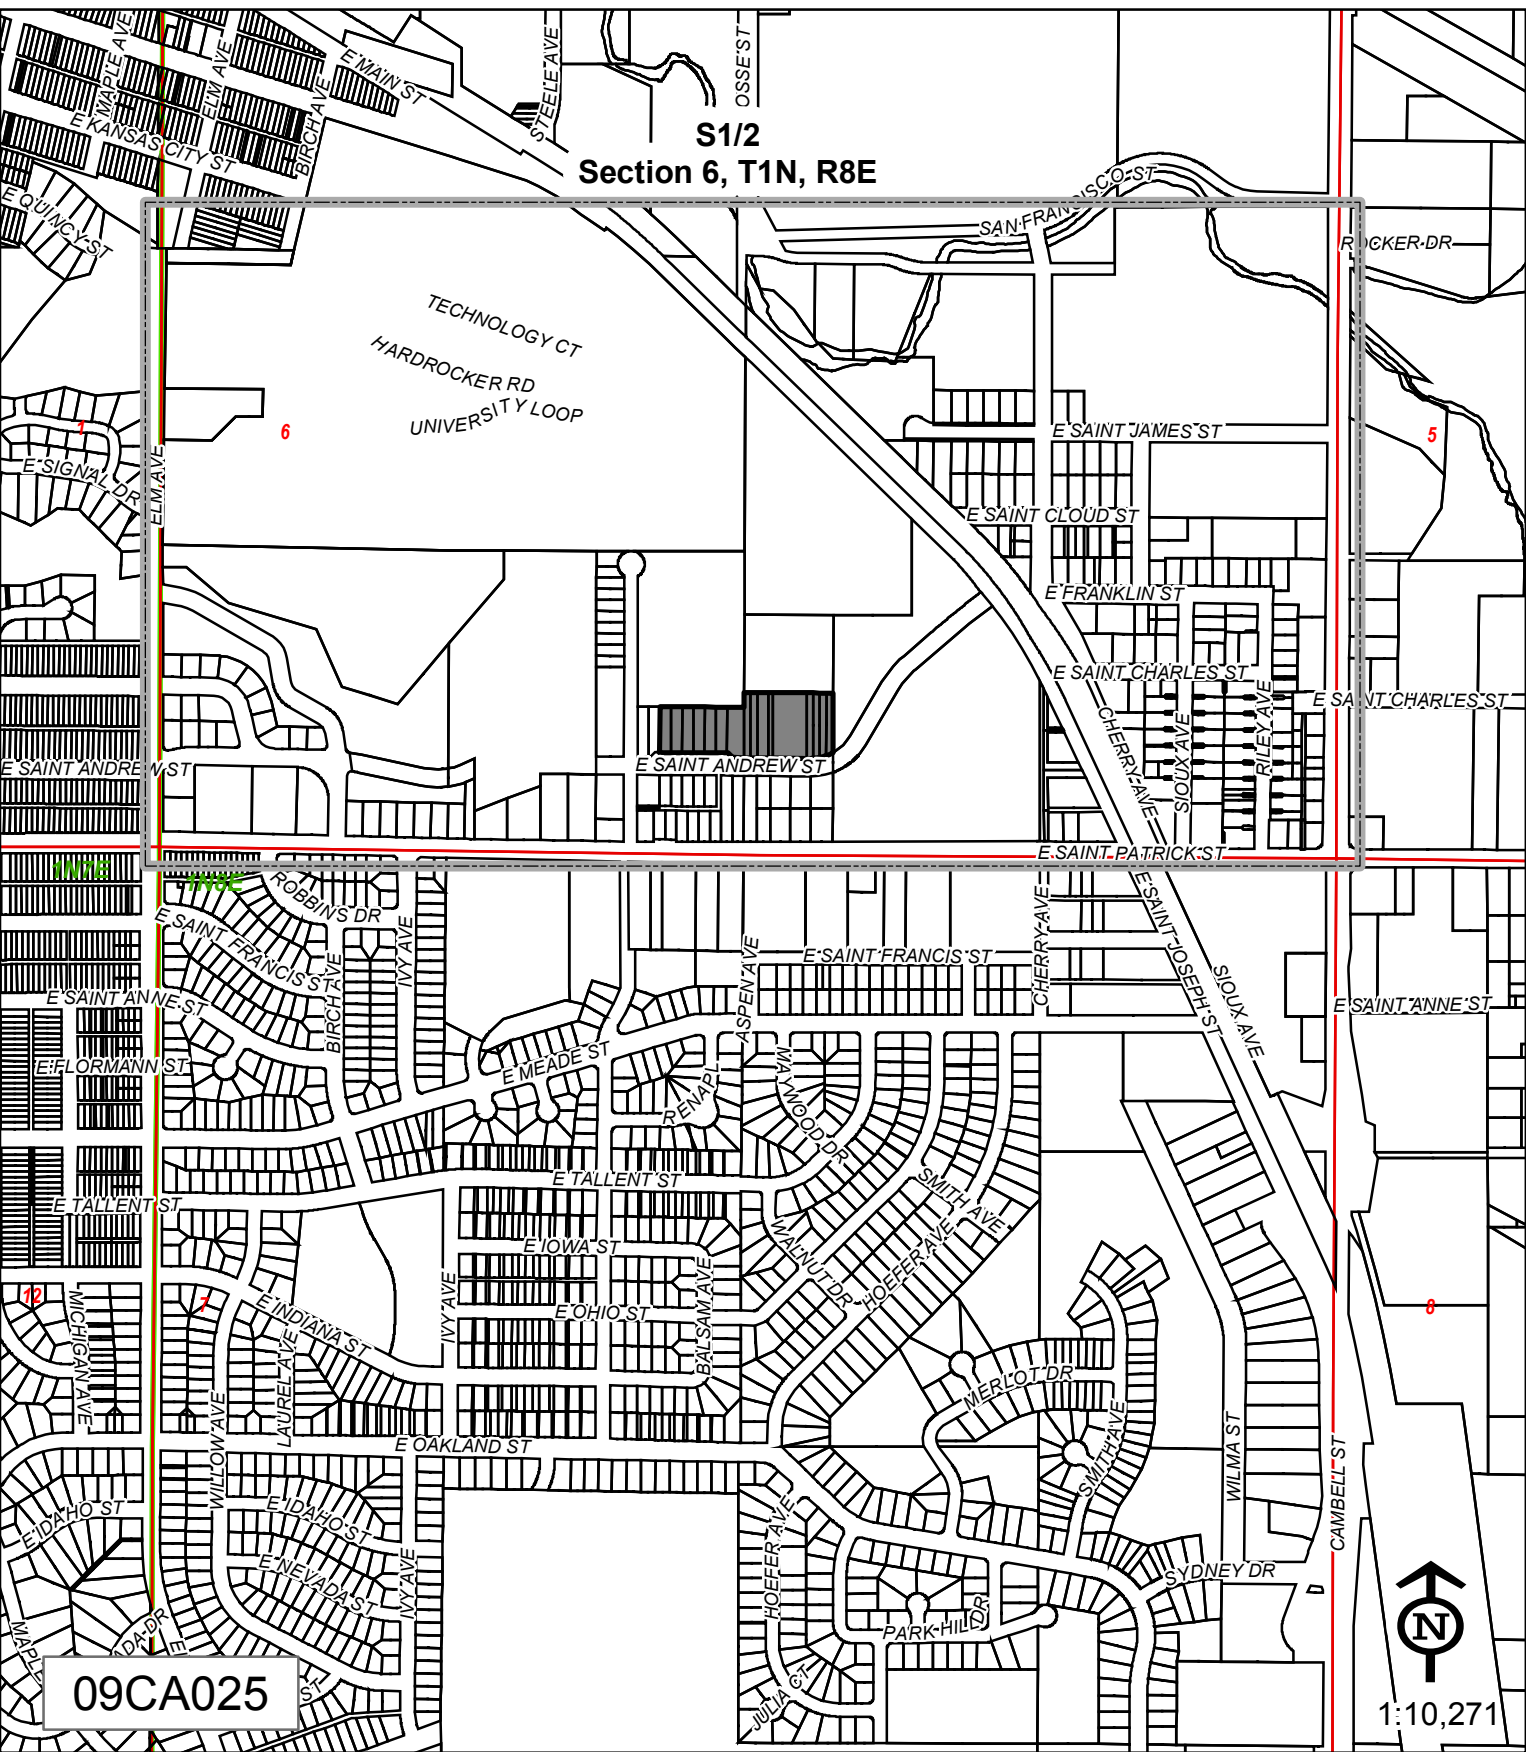 MAPLE AVE
ELM AVE
BIRCH AVE
E MAIN ST
STEELE AVE
OSSE ST
S1/2
Section 6, T1N, R8E
E KANSAS CITY ST
E QUINCY ST
SAN FRANCISCO ST
ROCKER DR
TECHNOLOGY CT
HARDROCKER RD
UNIVERSITY LOOP
1
6
5
E SIGNAL DR
ELM AVE
E SAINT JAMES ST
E SAINT CLOUD ST
E FRANKLIN ST
E SAINT CHARLES ST
E SAINT CHARLES ST
CHERRY AVE
SIOUX AVE
RILEY AVE
E SAINT ANDREW ST
E SAINT ANDREW ST
E SAINT PATRICK ST
1N7E
1N8E
ROBBINS DR
E SAINT FRANCIS ST
BIRCH AVE
IVY AVE
ASPEN AVE
E SAINT FRANCIS ST
CHERRY AVE
E SAINT JOSEPH ST
SIOUX AVE
E SAINT ANNE ST
E SAINT ANNE ST
E FLORMANN ST
E MEADE ST
RENA PL
MAYWOOD DR
E TALLENT ST
E TALLENT ST
SMITH AVE
E IOWA ST
WALNUT DR
HOEFER AVE
12
7
8
MICHIGAN AVE
E INDIANA ST
LAUREL AVE
IVY AVE
E OHIO ST
BALSAM AVE
MERLOT DR
SMITH AVE
WILMA ST
CAMBELL ST
WILLOW AVE
E OAKLAND ST
E IDAHO ST
E IDAHO ST
E NEVADA ST
IVY AVE
HOEFER AVE
SYDNEY DR
PARK HILL DR
JULIA CT
MAPLE
ADA DR
ST
09CA025
N
1:10,271